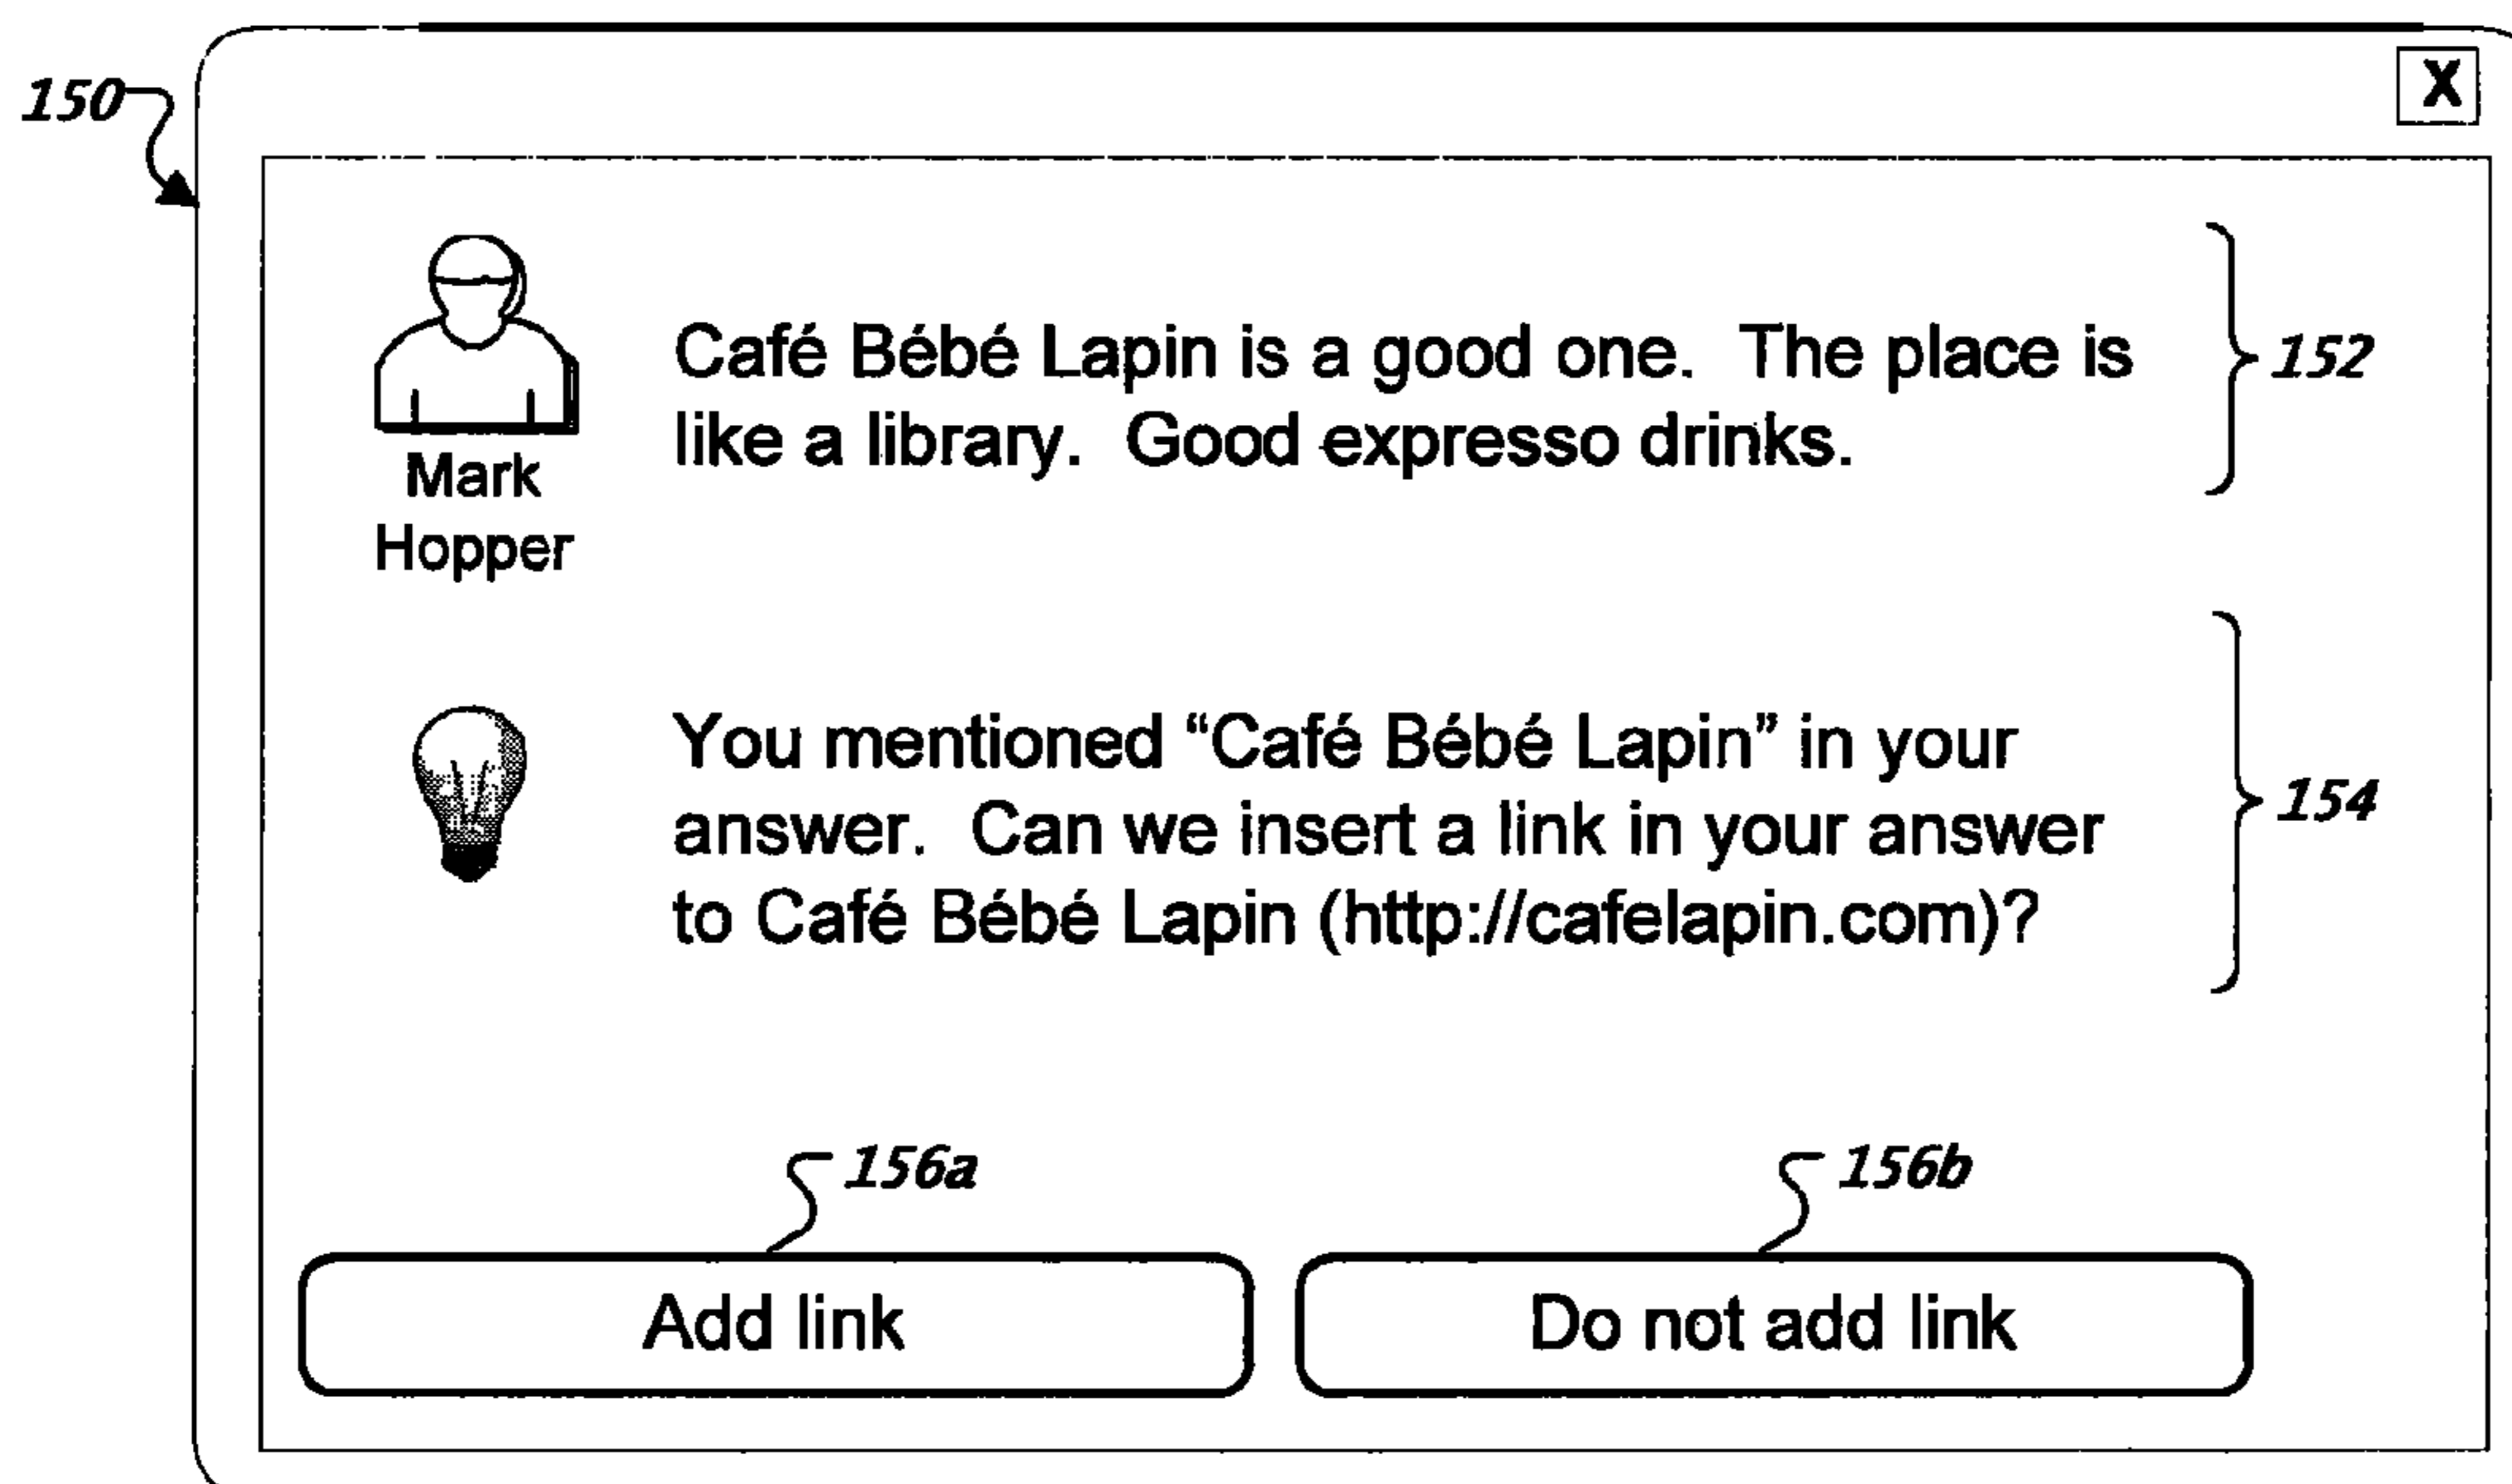 150
X
Café Bébé Lapin is a good one. The place is
like a library. Good expresso drinks.
152
Mark
Hopper
You mentioned “Café Bébé Lapin” in your
answer. Can we insert a link in your answer
to Café Bébé Lapin (http://cafelapin.com)?
154
156a
156b
Add link
Do not add link